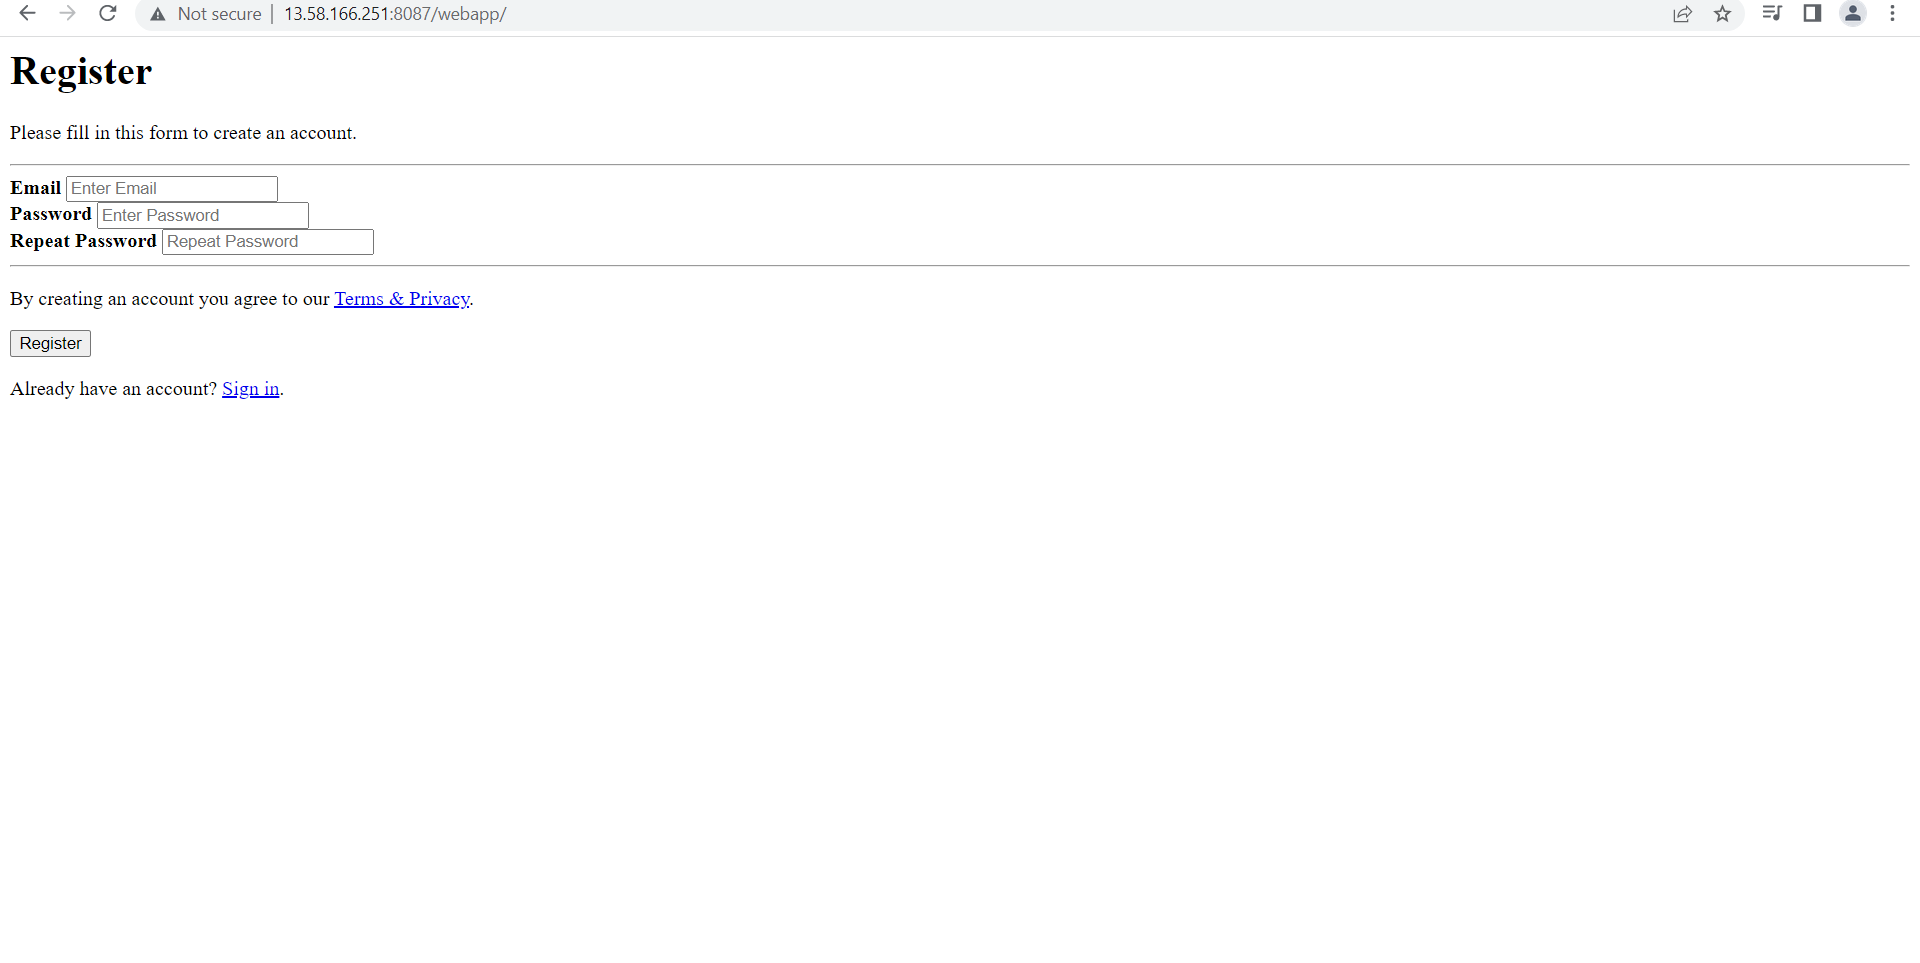 Not secure | 13.58.166.251:8087/webapp/
Register
Please fill in this form to create an account.
Email Enter Email
Password Enter Password
Repeat Password Repeat Password
By creating an account you agree to our Terms & Privacy.
Register
Already have an account? Sign in.